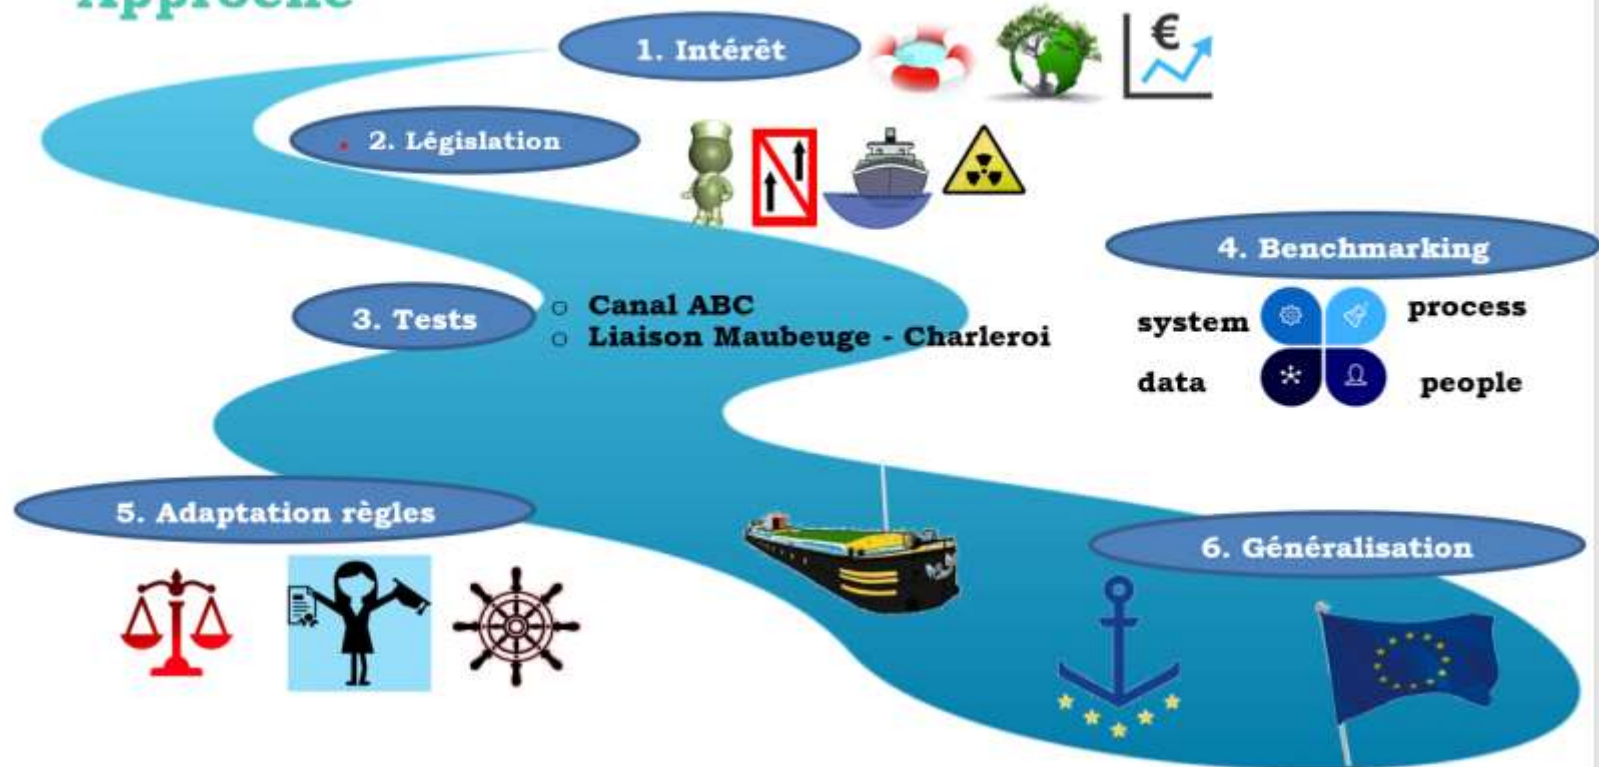 Approche
1. Intérêt
€
2. Législation
3. Tests
o Canal ABC
o Liaison Maubeuge - Charleroi
4. Benchmarking
system
process
data
people
5. Adaptation règles
6. Généralisation